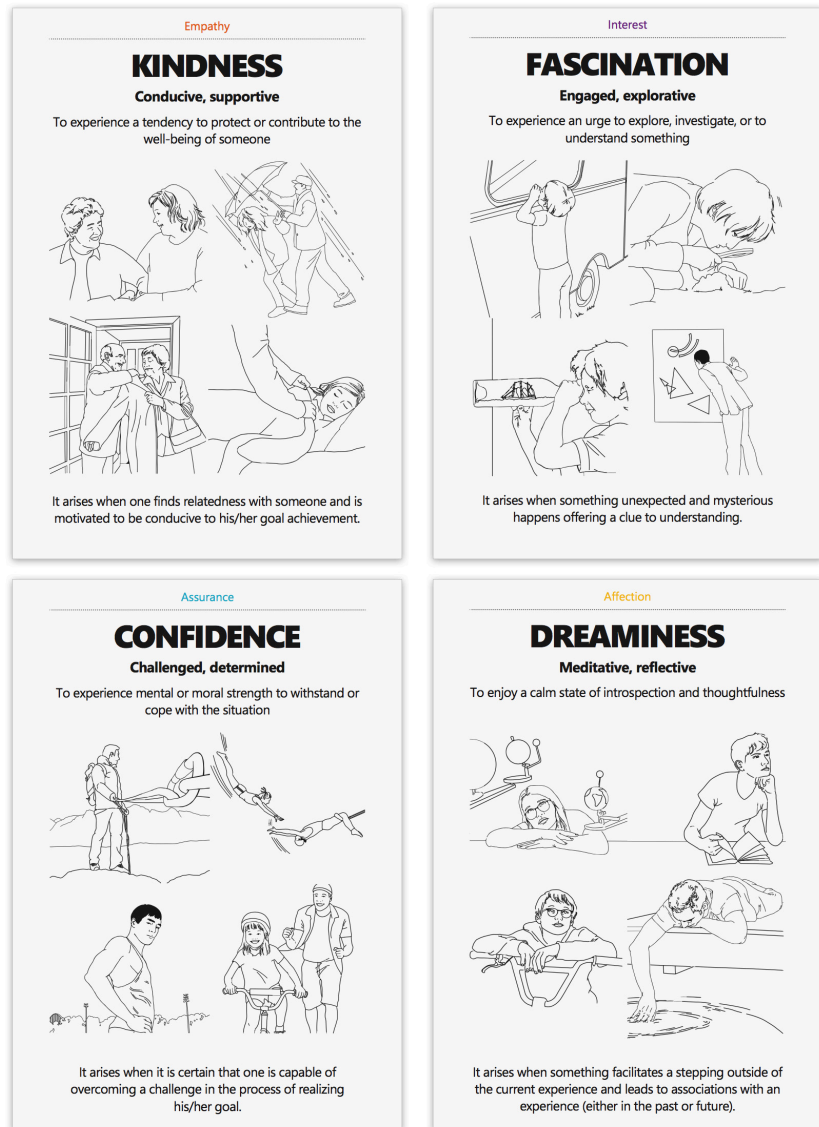 Empathy
KINDNESS
Conducive, supportive
To experience a tendency to protect or contribute to the
well-being of someone
It arises when one finds relatedness with someone and is
motivated to be conducive to his/her goal achievement.
Interest
FASCINATION
Engaged, explorative
To experience an urge to explore, investigate, or to
understand something
It arises when something unexpected and mysterious
happens offering a clue to understanding.
Assurance
CONFIDENCE
Challenged, determined
To experience mental or moral strength to withstand or
cope with the situation
It arises when it is certain that one is capable of
overcoming a challenge in the process of realizing
his/her goal.
Affection
DREAMINESS
Meditative, reflective
To enjoy a calm state of introspection and thoughtfulness
It arises when something facilitates a stepping outside of
the current experience and leads to associations with an
experience (either in the past or future).